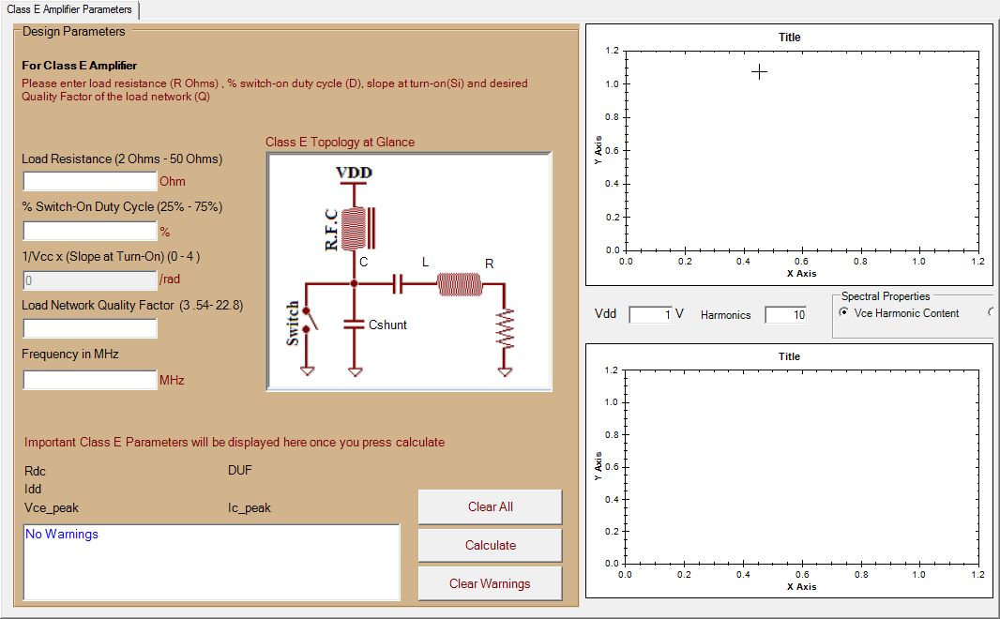 Class E Amplifier Parameters
Design Parameters
For Class E Amplifier
Please enter load resistance (R Ohms) , % switch-on duty cycle (D), slope at turn-on(Si) and desired
Quality Factor of the load network (Q)
Load Resistance (2 Ohms - 50 Ohms)
Ohm
% Switch-On Duty Cycle (25% - 75%)
%
1/Vcc x (Slope at Turn-On) (0 - 4 )
0
/rad
Load Network Quality Factor (3 .54- 22.8)
Frequency in MHz
MHz
Class E Topology at Glance
VDD
R.F.C
C
L
R
Switch
Cshunt
Important Class E Parameters will be displayed here once you press calculate
Rdc
DUF
Idd
Vce_peak
Ic_peak
No Warnings
Clear All
Calculate
Clear Warnings
Title
1.2
1.0
0.8
0.6
0.4
0.2
0.0
Y Axis
0.0 0.2 0.4 0.6 0.8 1.0 1.2
X Axis
Vdd 1 V
Harmonics 10
Spectral Properties
Vce Harmonic Content
Title
1.2
1.0
0.8
0.6
0.4
0.2
0.0
Y Axis
0.0 0.2 0.4 0.6 0.8 1.0 1.2
X Axis